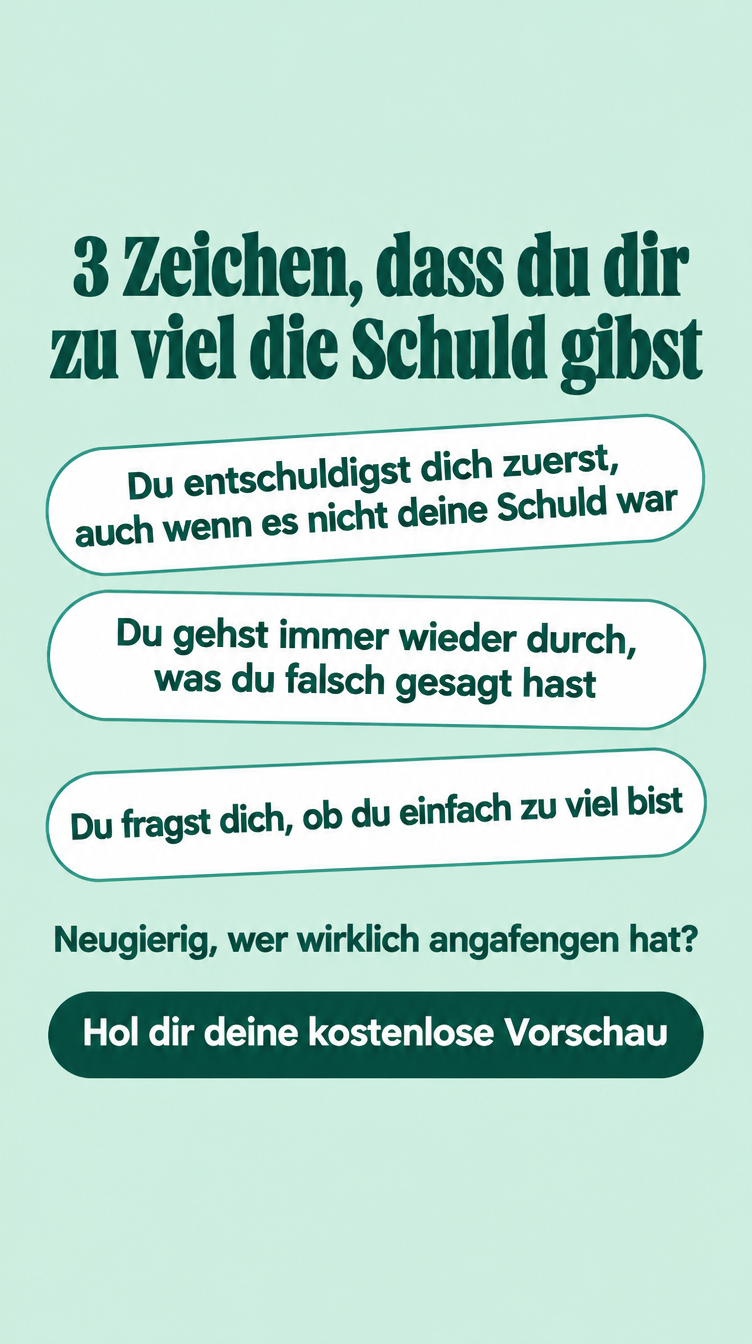 3 Zeichen, dass du dir
zu viel die Schuld gibst
Du entschuldigst dich zuerst,
auch wenn es nicht deine Schuld war
Du gehst immer wieder durch,
was du falsch gesagt hast
Du fragst dich, ob du einfach zu viel bist
Neugierig, wer wirklich angafengen hat?
Hol dir deine kostenlose Vorschau